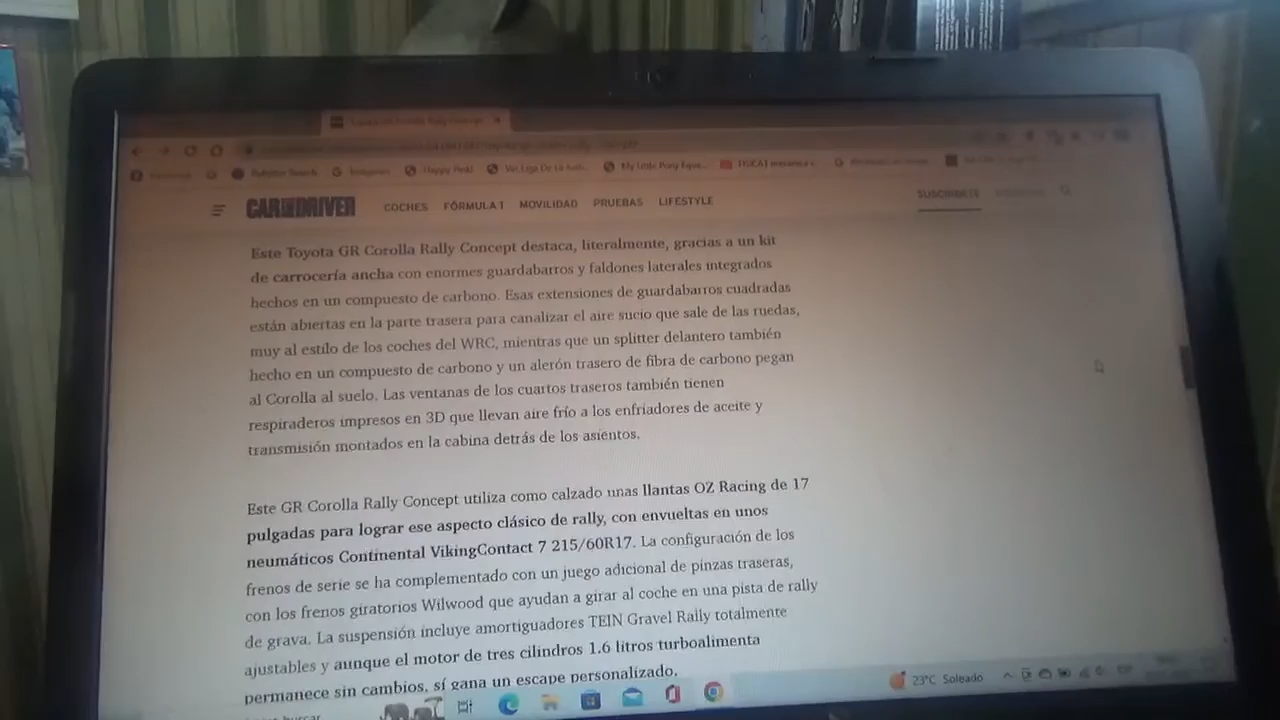 My Little Pony Eque...
CAR AND DRIVER
COCHES FÓRMULA 1 MOVILIDAD PRUEBAS LIFESTYLE
SUSCRÍBETE
Este Toyota GR Corolla Rally Concept destaca, literalmente, gracias a un kit
de carrocería ancha con enormes guardabarros y faldones laterales integrados
hechos en un compuesto de carbono. Esas extensiones de guardabarros cuadradas
están abiertas en la parte trasera para canalizar el aire sucio que sale de las ruedas,
muy al estilo de los coches del WRC, mientras que un splitter delantero también
hecho en un compuesto de carbono y un alerón trasero de fibra de carbono pegan
al Corolla al suelo. Las ventanas de los cuartos traseros también tienen
respiraderos impresos en 3D que llevan aire frío a los enfriadores de aceite y
transmisión montados en la cabina detrás de los asientos.
Este GR Corolla Rally Concept utiliza como calzado unas llantas OZ Racing de 17
pulgadas para lograr ese aspecto clásico de rally, con envueltas en unos
neumáticos Continental VikingContact 7 215/60R17. La configuración de los
frenos de serie se ha complementado con un juego adicional de pinzas traseras,
con los frenos giratorios Wilwood que ayudan a girar al coche en una pista de rally
de grava. La suspensión incluye amortiguadores TEIN Gravel Rally totalmente
ajustables y aunque el motor de tres cilindros 1.6 litros turboalimenta
permanece sin cambios, sí gana un escape personalizado.
23°C Soleado